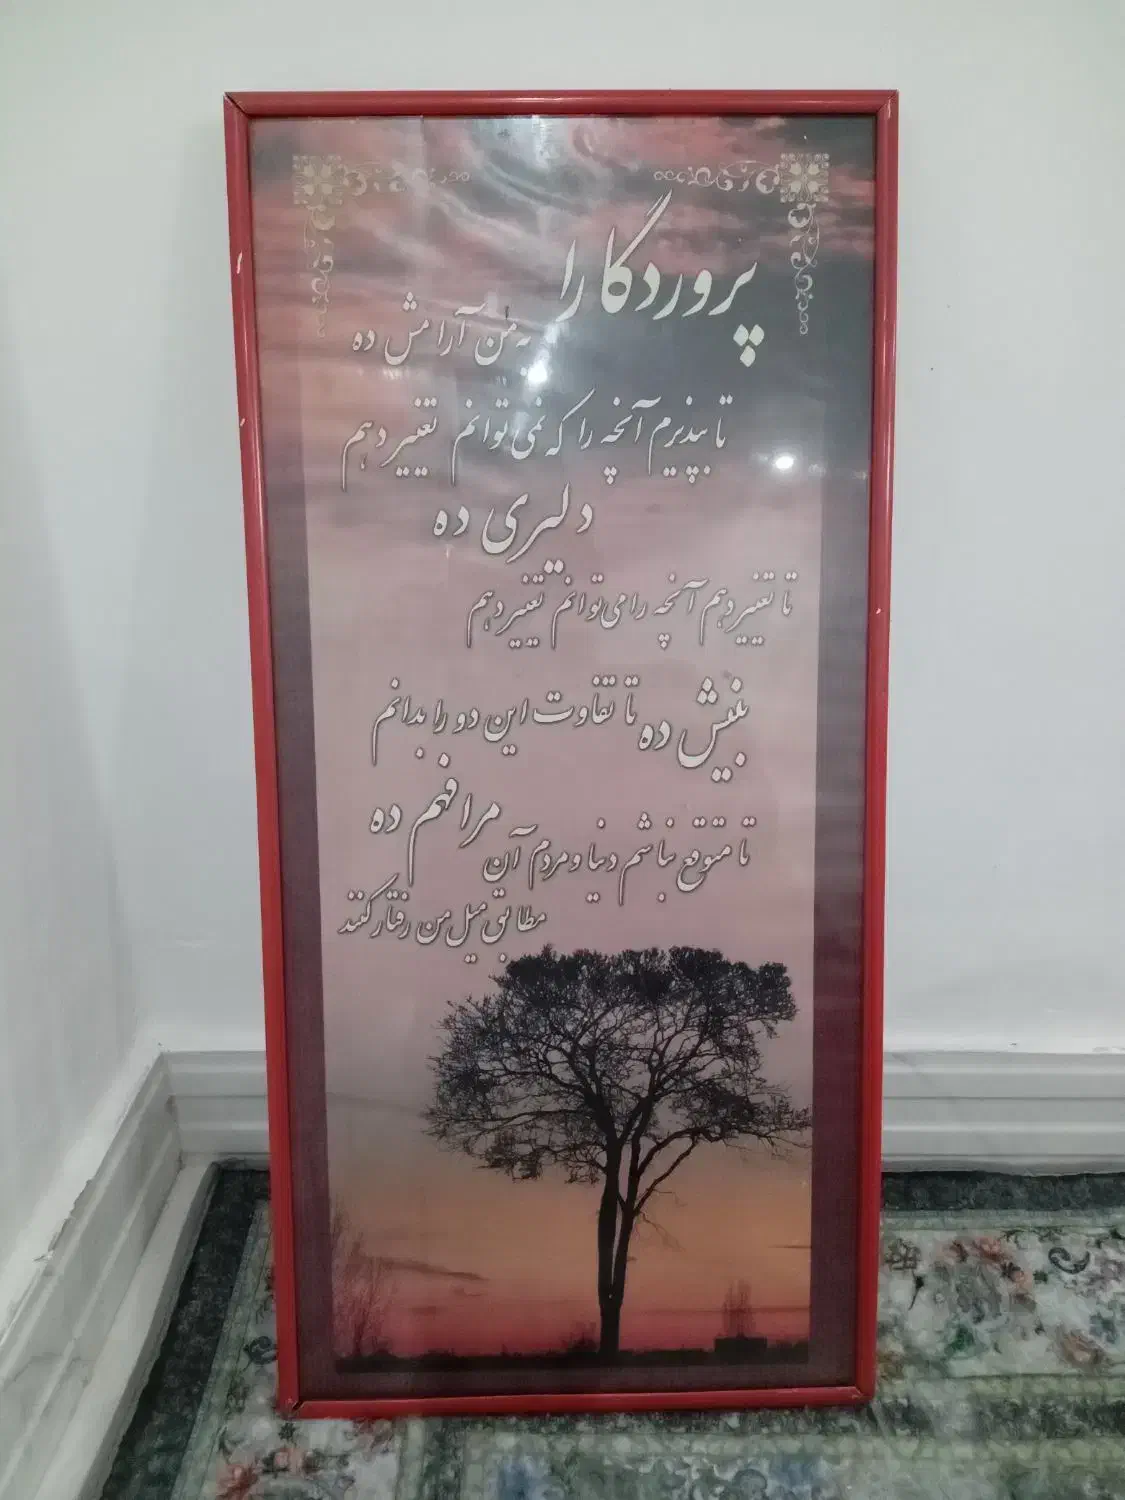 پروردگارا
به من آرامش ده
تا بپذیرم آنچه را که نمی توانم تغییر دهم
دلیری ده
تا تغییر دهم آنچه را می توانم تغییر دهم
بینش ده تا تفاوت این دو را بدانم
مرا فهم ده
تا متوقع نباشم دنیا و مردم آن
مطابق میل من رفتار کنند